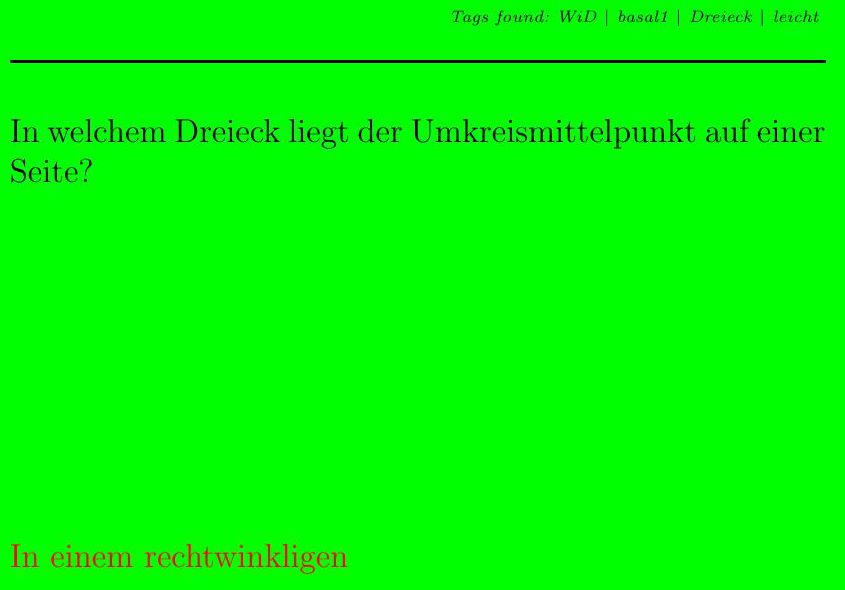 Tags found: WiD | basal1 | Dreieck | leicht
In welchem Dreieck liegt der Umkreismittelpunkt auf einer
Seite?
In einem rechtwinkligen